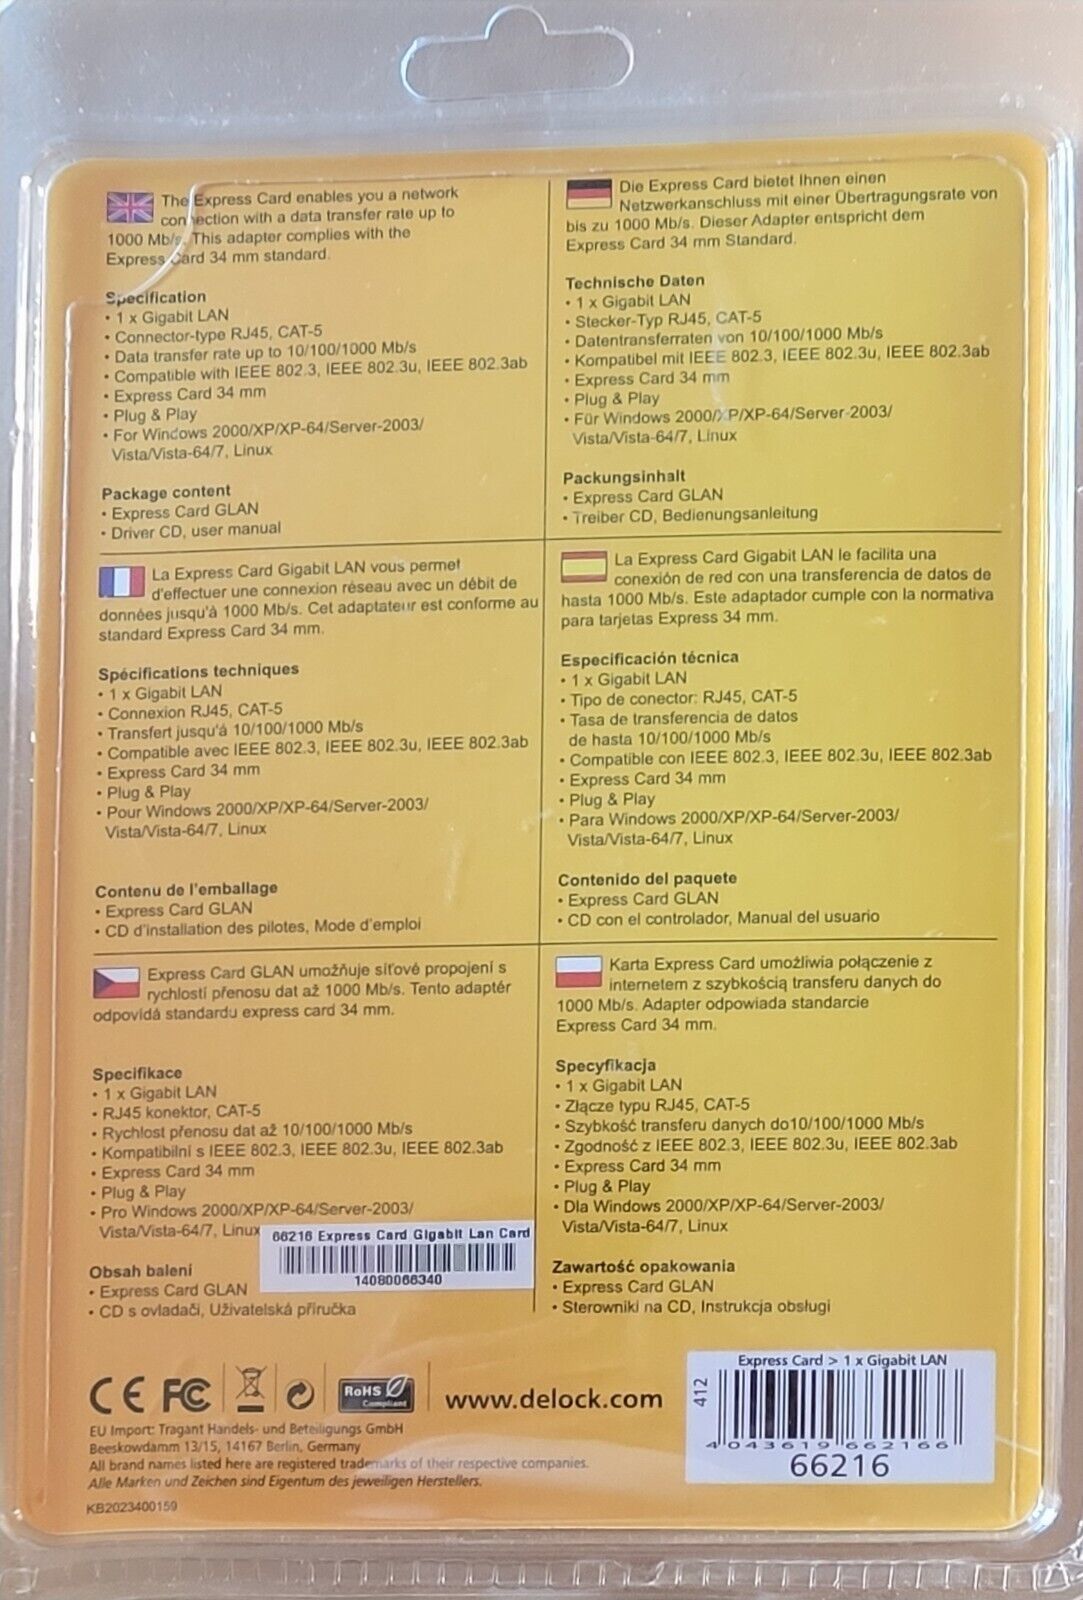 The Express Card enables you a network
connection with a data transfer rate up to
1000 Mb/s. This adapter complies with the
Express Card 34 mm standard.
Specification
• 1 x Gigabit LAN
• Connector-type RJ45, CAT-5
• Data transfer rate up to 10/100/1000 Mb/s
• Compatible with IEEE 802.3, IEEE 802.3u, IEEE 802.3ab
• Express Card 34 mm
• Plug & Play
• For Windows 2000/XP/XP-64/Server-2003/
Vista/Vista-64/7, Linux
Package content
• Express Card GLAN
• Driver CD, user manual
Die Express Card bietet Ihnen einen
Netzwerkanschluss mit einer Übertragungsrate von
bis zu 1000 Mb/s. Dieser Adapter entspricht dem
Express Card 34 mm Standard.
Technische Daten
• 1 x Gigabit LAN
• Stecker-Typ RJ45, CAT-5
• Datentransferraten von 10/100/1000 Mb/s
• Kompatibel mit IEEE 802.3, IEEE 802.3u, IEEE 802.3ab
• Express Card 34 mm
• Plug & Play
• Für Windows 2000/XP/XP-64/Server-2003/
Vista/Vista-64/7, Linux
Packungsinhalt
• Express Card GLAN
• Treiber CD, Bedienungsanleitung
La Express Card Gigabit LAN vous permet
d'effectuer une connexion réseau avec un débit de
données jusqu'à 1000 Mb/s. Cet adaptateur est conforme au
standard Express Card 34 mm.
Spécifications techniques
• 1 x Gigabit LAN
• Connexion RJ45, CAT-5
• Transfert jusqu'á 10/100/1000 Mb/s
• Compatible avec IEEE 802.3, IEEE 802.3u, IEEE 802.3ab
• Express Card 34 mm
• Plug & Play
• Pour Windows 2000/XP/XP-64/Server-2003/
Vista/Vista-64/7, Linux
Contenu de l'emballage
• Express Card GLAN
• CD d'installation des pilotes, Mode d'emploi
La Express Card Gigabit LAN le facilita una
conexión de red con una transferencia de datos de
hasta 1000 Mb/s. Este adaptador cumple con la normativa
para tarjetas Express 34 mm.
Especificación técnica
• 1 x Gigabit LAN
• Tipo de conector: RJ45, CAT-5
• Tasa de transferencia de datos
de hasta 10/100/1000 Mb/s
• Compatible con IEEE 802.3, IEEE 802.3u, IEEE 802.3ab
• Express Card 34 mm
• Plug & Play
• Para Windows 2000/XP/XP-64/Server-2003/
Vista/Vista-64/7, Linux
Contenido del paquete
• Express Card GLAN
• CD con el controlador, Manual del usuario
Express Card GLAN umožňuje síťové propojení s
rychlostí přenosu dat až 1000 Mb/s. Tento adaptér
odpovídá standardu express card 34 mm.
Specifikace
• 1 x Gigabit LAN
• RJ45 konektor, CAT-5
• Rychlost přenosu dat až 10/100/1000 Mb/s
• Kompatibilní s IEEE 802.3, IEEE 802.3u, IEEE 802.3ab
• Express Card 34 mm
• Plug & Play
• Pro Windows 2000/XP/XP-64/Server-2003/
Vista/Vista-64/7, Linux
Obsah balení
• Express Card GLAN
• CD s ovladači, Uživatelská příručka
66216 Express Card Gigabit Lan Card
14080066340
Karta Express Card umożliwia połączenie z
internetem z szybkością transferu danych do
1000 Mb/s. Adapter odpowiada standarcie
Express Card 34 mm.
Specyfikacja
• 1 x Gigabit LAN
• Złącze typu RJ45, CAT-5
• Szybkość transferu danych do10/100/1000 Mb/s
• Zgodność z IEEE 802.3, IEEE 802.3u, IEEE 802.3ab
• Express Card 34 mm
• Plug & Play
• Dla Windows 2000/XP/XP-64/Server-2003/
Vista/Vista-64/7, Linux
Zawartość opakowania
• Express Card GLAN
• Sterowniki na CD, Instrukcja obsługi
CE FC RoHS Compliant www.delock.com
EU Import: Tragant Handels- und Beteiligungs GmbH
Beeskowdamm 13/15, 14167 Berlin, Germany
All brand names listed here are registered trademarks of their respective companies.
Alle Marken und Zeichen sind Eigentum des jeweiligen Herstellers.
KB2023400159
Express Card > 1 x Gigabit LAN
412
4043619662166
66216